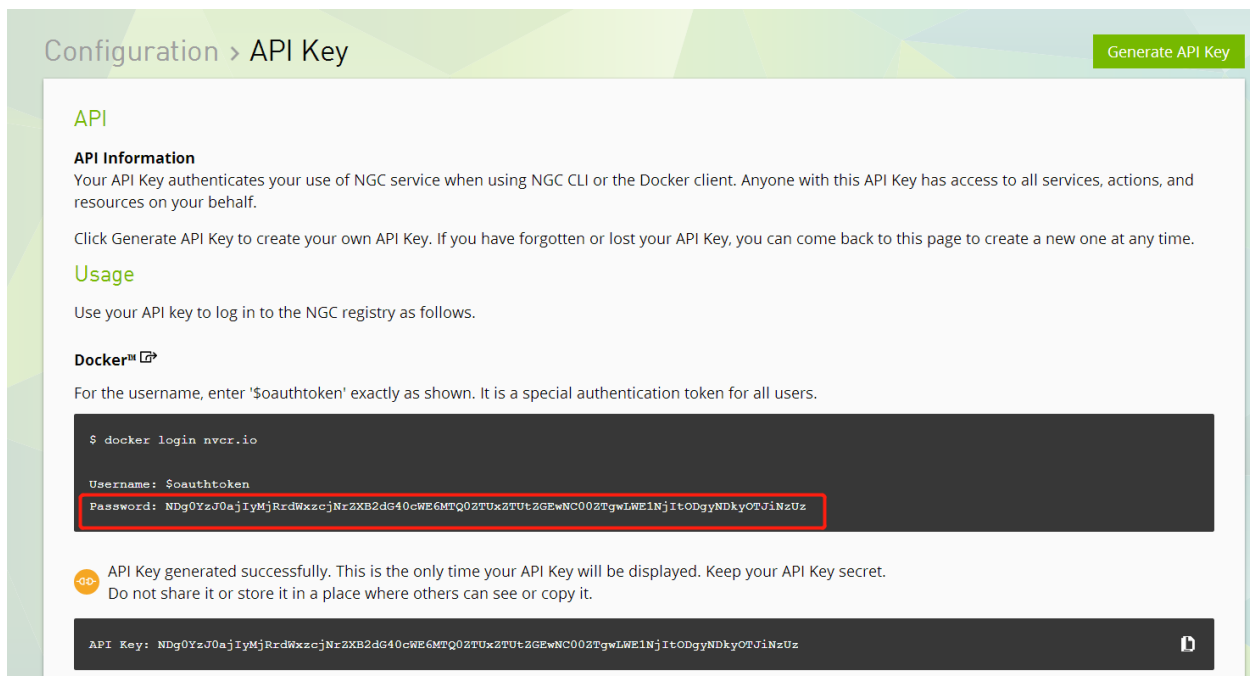 Configuration > API Key
Generate API Key
API
API Information
Your API Key authenticates your use of NGC service when using NGC CLI or the Docker client. Anyone with this API Key has access to all services, actions, and
resources on your behalf.
Click Generate API Key to create your own API Key. If you have forgotten or lost your API Key, you can come back to this page to create a new one at any time.
Usage
Use your API key to log in to the NGC registry as follows.
Docker™
For the username, enter '$oauthtoken' exactly as shown. It is a special authentication token for all users.
$ docker login nvcr.io
Username: $oauthtoken
Password: NDg0YzJ0ajIyMjRrdWxzcjNrZXB2dG40cWE6MTQ0ZTUxZTUtZGEwNC00ZTgwLWE1NjItODgyNDkyOTJiNzUz
API Key generated successfully. This is the only time your API Key will be displayed. Keep your API Key secret.
Do not share it or store it in a place where others can see or copy it.
API Key: NDg0YzJ0ajIyMjRrdWxzcjNrZXB2dG40cWE6MTQ0ZTUxZTUtZGEwNC00ZTgwLWE1NjItODgyNDkyOTJiNzUz